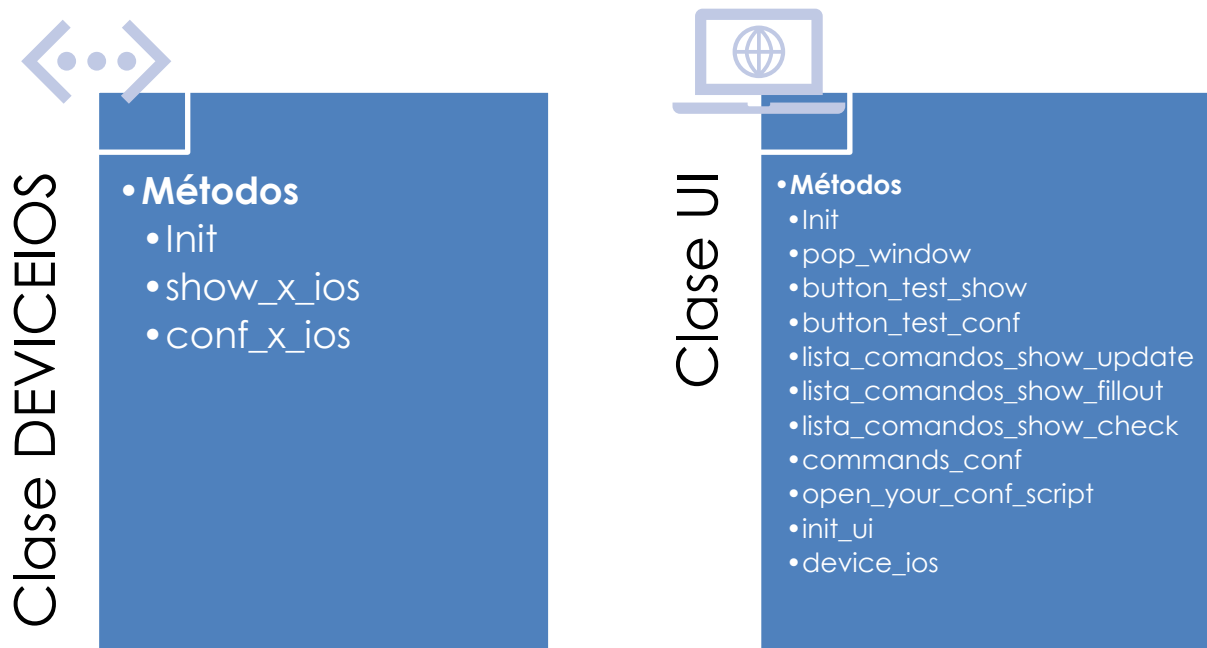 Clase DEVICEIOS
•Métodos
•Init
•show_x_ios
•conf_x_ios
Clase UI
•Métodos
•Init
•pop_window
•button_test_show
•button_test_conf
•lista_comandos_show_update
•lista_comandos_show_fillout
•lista_comandos_show_check
•commands_conf
•open_your_conf_script
•init_ui
•device_ios